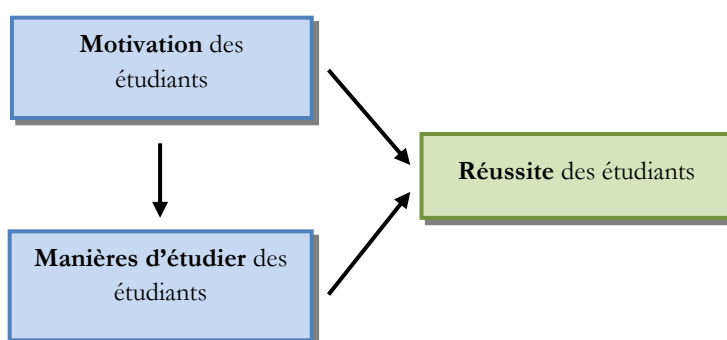 Motivation des
étudiants
Réussite des étudiants
Manières d'étudier des
étudiants